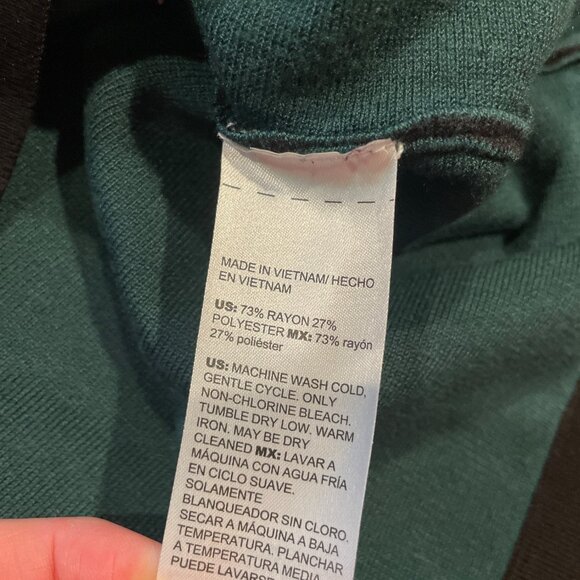 MADE IN VIETNAM/ HECHO
EN VIETNAM
US: 73% RAYON 27%
POLYESTER MX: 73% rayón
27% poliéster
US: MACHINE WASH COLD,
GENTLE CYCLE. ONLY
NON-CHLORINE BLEACH.
TUMBLE DRY LOW. WARM
IRON. MAY BE DRY
CLEANED MX: LAVAR A
MÁQUINA CON AGUA FRÍA
EN CICLO SUAVE.
SOLAMENTE
BLANQUEADOR SIN CLORO.
SECAR A MÁQUINA A BAJA
TEMPERATURA. PLANCHAR
A TEMPERATURA MEDIA.
PUEDE LAVARSE